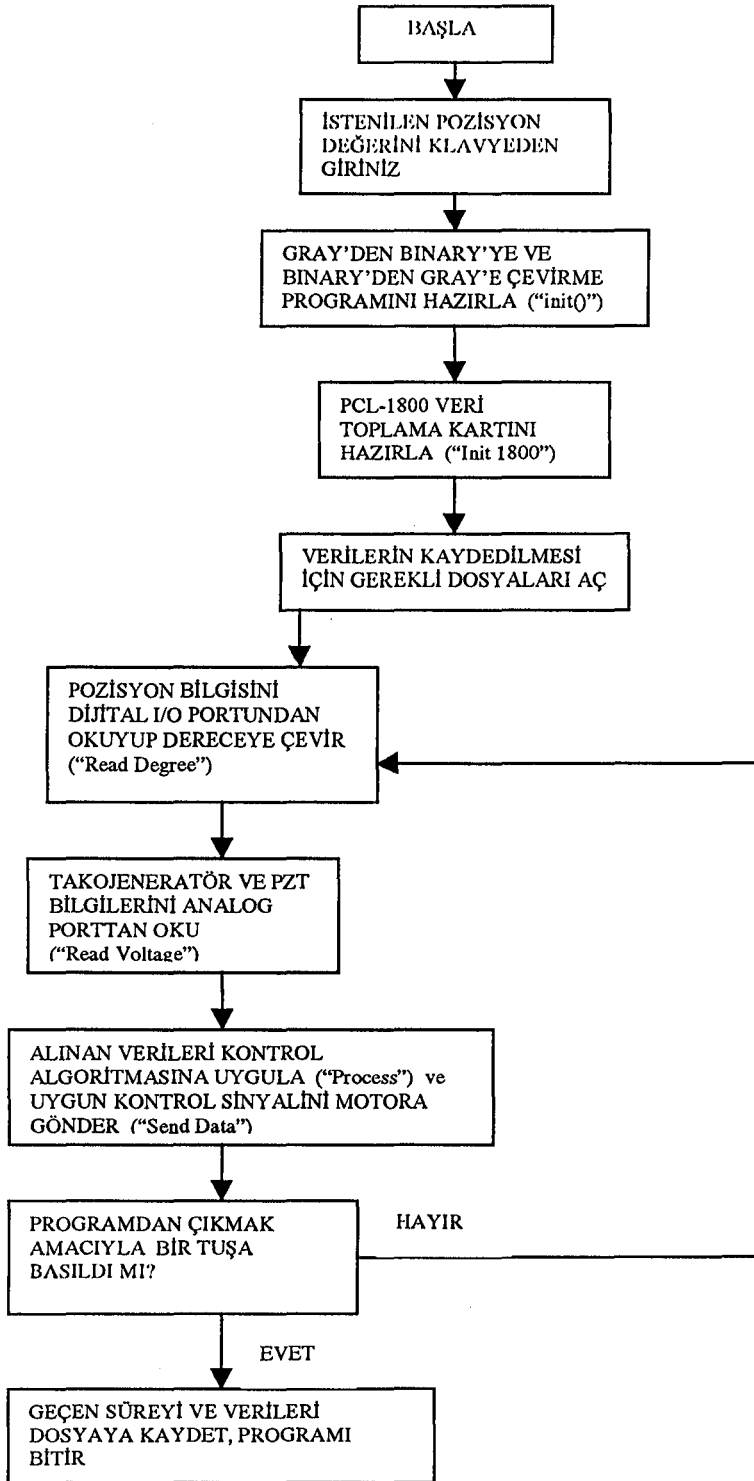 BAŞLA
İSTENİLEN POZİSYON
DEĞERİNİ KLAVYEDEN
GİRİNİZ
GRAY’DEN BINARY’YE VE
BINARY’DEN GRAY’E ÇEVİRME
PROGRAMINI HAZIRLA (“init()”)
PCL-1800 VERİ
TOPLAMA KARTINI
HAZIRLA (“Init 1800”)
VERİLERİN KAYDEDİLMESİ
İÇİN GEREKLİ DOSYALARI AÇ
POZİSYON BİLGİSİNİ
DİJİTAL I/O PORTUNDAN
OKUYUP DERECEYE ÇEVİR
(“Read Degree”)
TAKOJENERATÖR VE PZT
BİLGİLERİNİ ANALOG
PORTTAN OKU
(“Read Voltage”)
ALINAN VERİLERİ KONTROL
ALGORİTMASINA UYGULA (“Process”) ve
UYGUN KONTROL SİNYALİNİ MOTORA
GÖNDER (“Send Data”)
PROGRAMDAN ÇIKMAK
AMACIYLA BİR TUŞA
BASILDI MI?
HAYIR
EVET
GEÇEN SÜREYİ VE VERİLERİ
DOSYAYA KAYDET, PROGRAMI
BİTİR